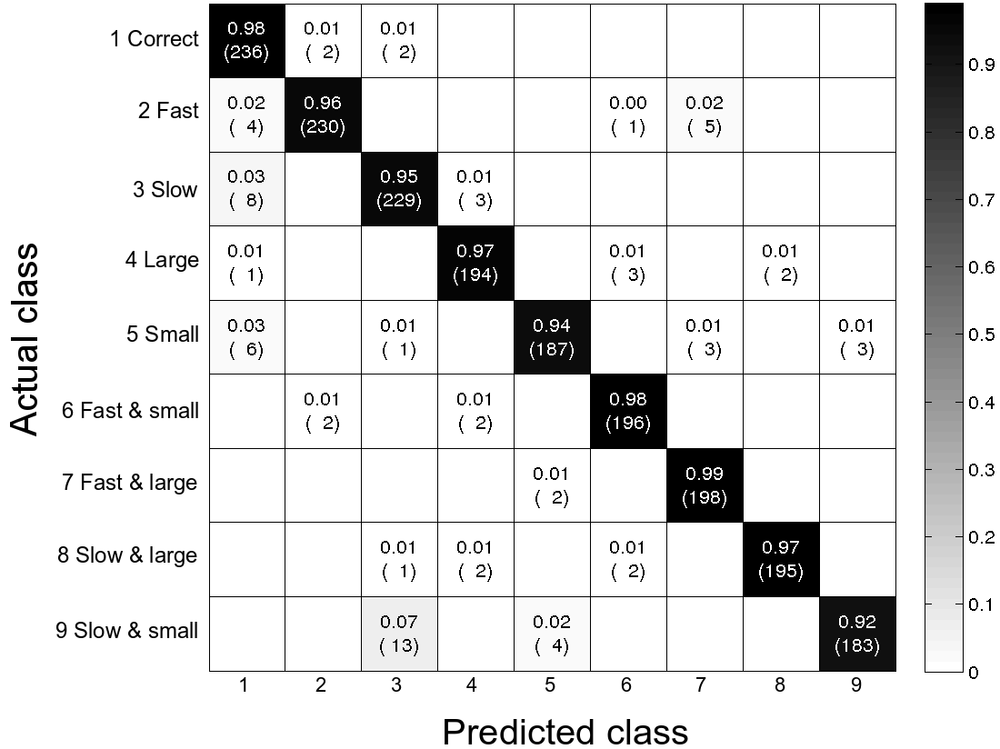 1 Correct 0.98 0.01 0.01
(236) ( 2) ( 2)
2 Fast 0.02 0.96 0.00 0.02
( 4) (230) ( 1) ( 5)
3 Slow 0.03 0.95 0.01
( 8) (229) ( 3)
4 Large 0.01 0.97 0.01 0.01
( 1) (194) ( 3) ( 2)
5 Small 0.03 0.01 0.94 0.01 0.01
( 6) ( 1) (187) ( 3) ( 3)
6 Fast & small 0.01 0.01 0.98
( 2) ( 2) (196)
7 Fast & large 0.01 0.99
( 2) (198)
8 Slow & large 0.01 0.01 0.01 0.97
( 1) ( 2) ( 2) (195)
9 Slow & small 0.07 0.02 0.92
( 13) ( 4) (183)
1 2 3 4 5 6 7 8 9
Predicted class
Actual class
0.9
0.8
0.7
0.6
0.5
0.4
0.3
0.2
0.1
0